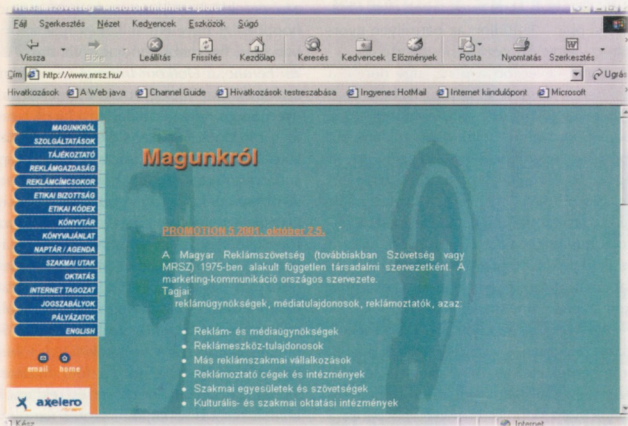 Fájl Szerkesztés Nézet Kedvencek Eszközök Súgó
Vissza Előre Leállítás Frissítés Kezdőlap Keresés Kedvencek Előzmények Posta Nyomtatás Szerkesztés
Cím http://www.mrsz.hu/ Ugrás
Hivatkozások A Web java Channel Guide Hivatkozások testreszabása Ingyenes HotMail Internet kiindulópont Microsoft
MAGUNKRÓL
SZOLGÁLTATÁSOK
TÁJÉKOZTATÓ
REKLÁMGAZDASÁG
REKLÁMCÍMCSOKOR
ETIKAI BIZOTTSÁG
ETIKAI KÓDEX
KÖNYVTÁR
KÖNYVAJÁNLAT
NAPTÁR / AGENDA
SZAKMAI UTAK
OKTATÁS
INTERNET TAGOZAT
JOGSZABÁLYOK
PÁLYÁZATOK
ENGLISH
email home
axelero
Magunkról
PROMOTION 5 2001. október 2-5.
A Magyar Reklámszövetség (továbbiakban Szövetség vagy
MRSZ) 1975-ben alakult független társadalmi szervezetként. A
marketing-kommunikáció országos szervezete.
Tagjai
reklámügynökségek, médiatulajdonosok, reklámoztatók, azaz:
• Reklám- és médiaügynökségek
• Reklámeszköz-tulajdonosok
• Más reklámszakmai vállalkozások
• Reklámoztató cégek és intézmények
• Szakmai egyesületek és szövetségek
• Kulturális- és szakmai oktatási intézmények
Kész Internet